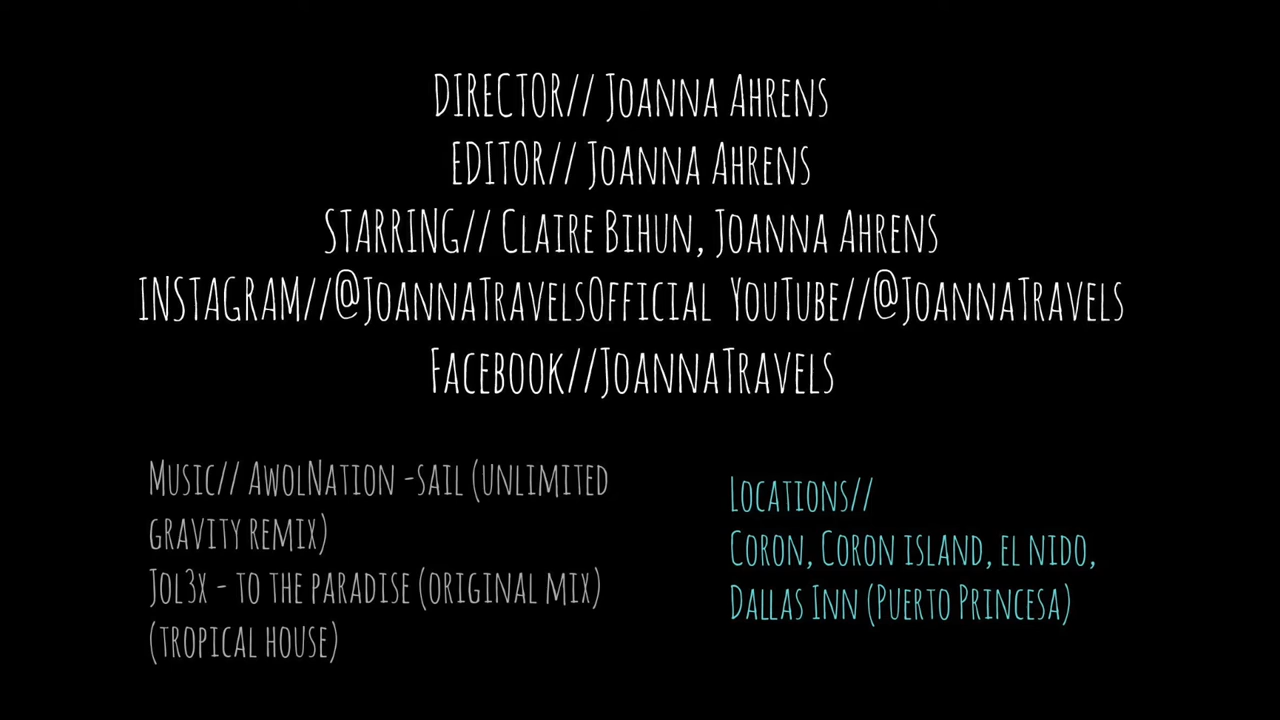 DIRECTOR// Joanna Ahrens
EDITOR// Joanna Ahrens
STARRING// Claire Bihun, Joanna Ahrens
INSTAGRAM//@JoannaTravelsOfficial YouTube//@JoannaTravels
Facebook//JoannaTravels
Music// AwolNation -sail (unlimited
gravity remix)
Jol3x - to the paradise (original mix)
(tropical house)
Locations//
Coron, Coron island, el nido,
Dallas Inn (Puerto Princesa)